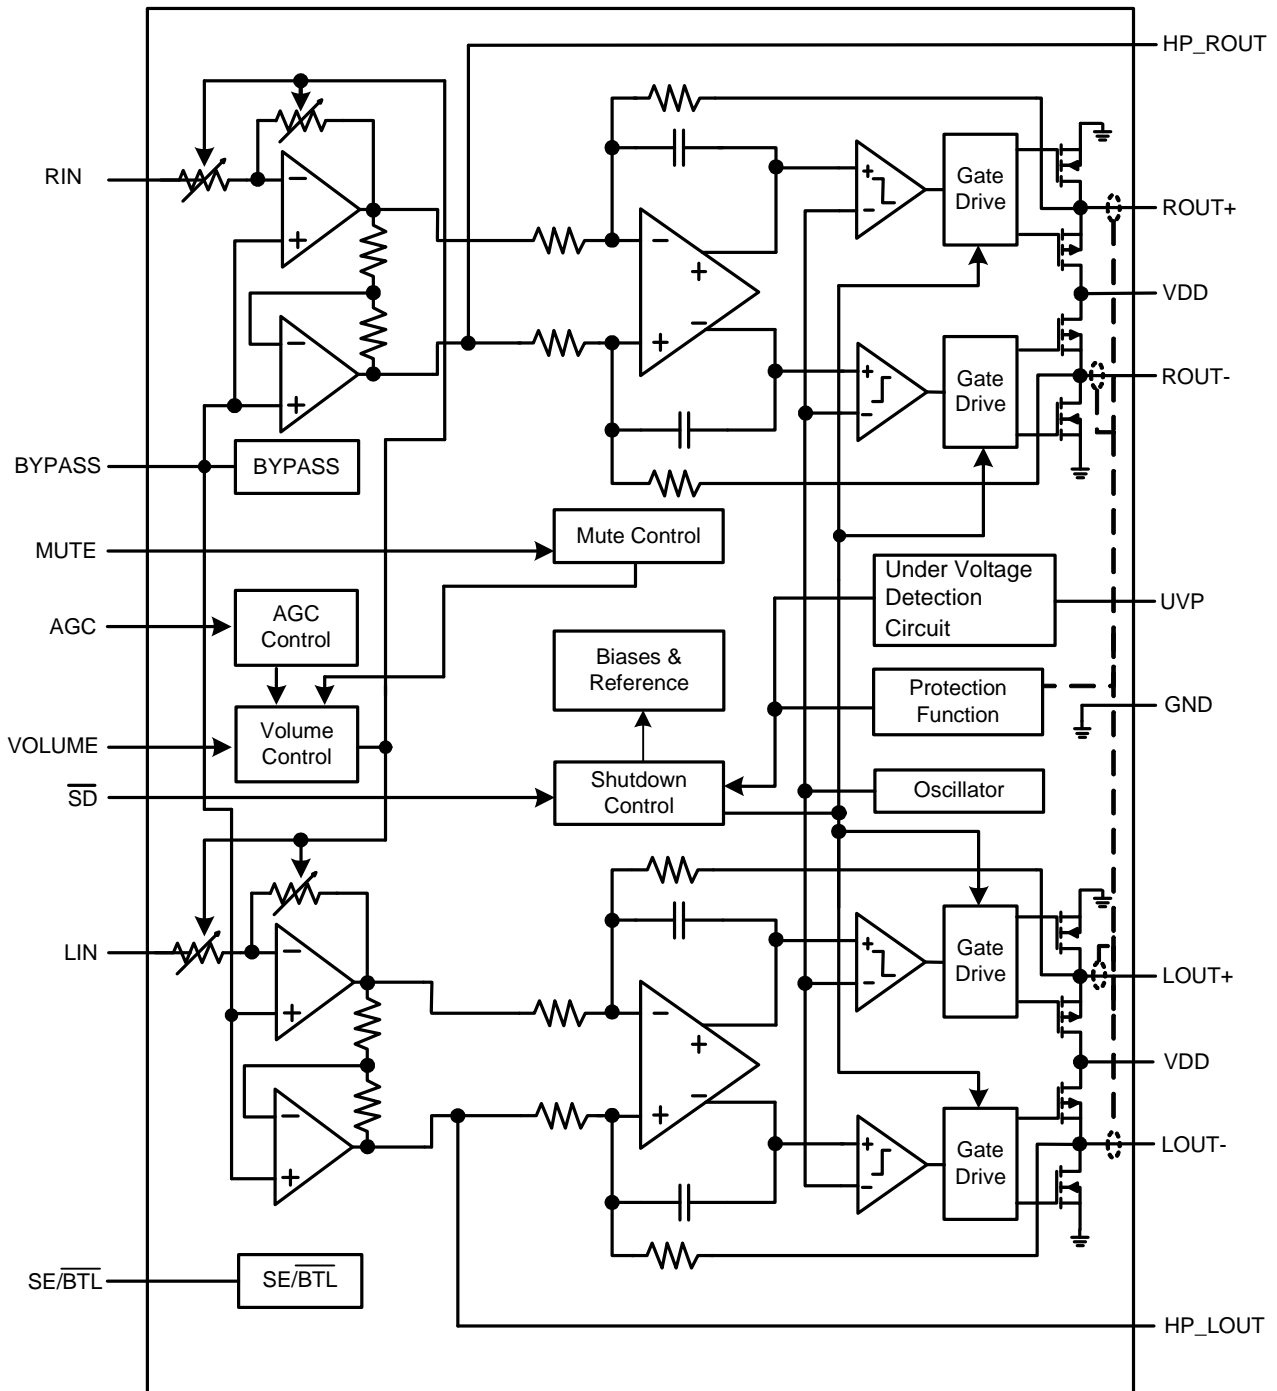 HP_ROUT
RIN
Gate
Drive
ROUT+
VDD
Gate
Drive
ROUT-
BYPASS
BYPASS
MUTE
Mute Control
Under Voltage
Detection
Circuit
UVP
AGC
AGC
Control
Biases &
Reference
Protection
Function
GND
VOLUME
Volume
Control
SD
Shutdown
Control
Oscillator
LIN
Gate
Drive
LOUT+
VDD
Gate
Drive
LOUT-
SE/BTL
SE/BTL
HP_LOUT